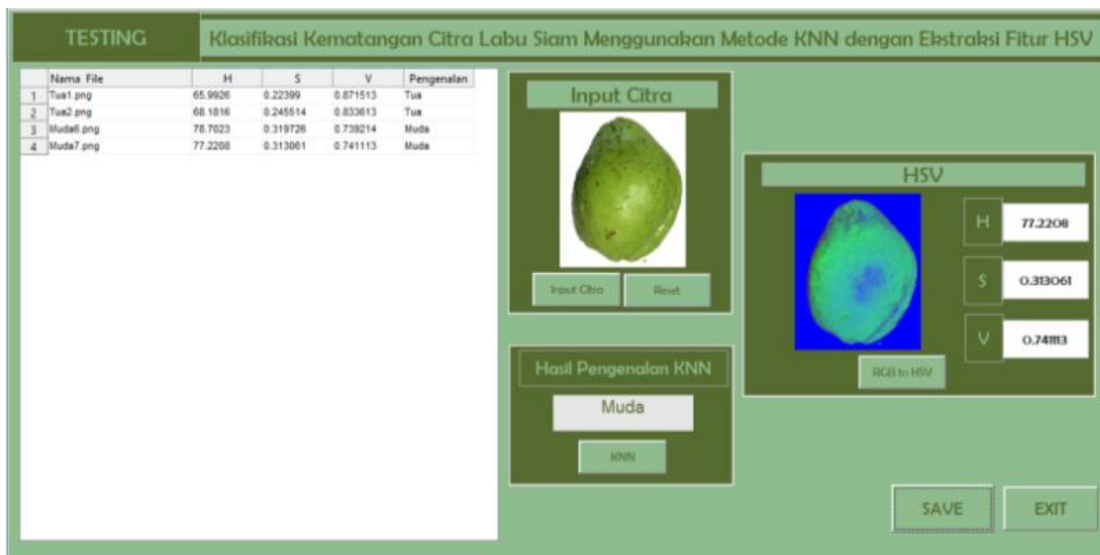 TESTING
Klasifikasi Kematangan Citra Labu Siam Menggunakan Metode KNN dengan Ekstraksi Fitur HSV
Nama File H S V Pengenalan
1 Tua1.png 65.9926 0.22399 0.871513 Tua
2 Tua2.png 68.1816 0.245514 0.833613 Tua
3 Muda6.png 78.7023 0.319726 0.739214 Muda
4 Muda7.png 77.2208 0.313061 0.741113 Muda
Input Citra
Input Citra Reset
Hasil Pengenalan KNN
Muda
KNN
HSV
H 77.2208
S 0.313061
V 0.741113
RGB to HSV
SAVE EXIT